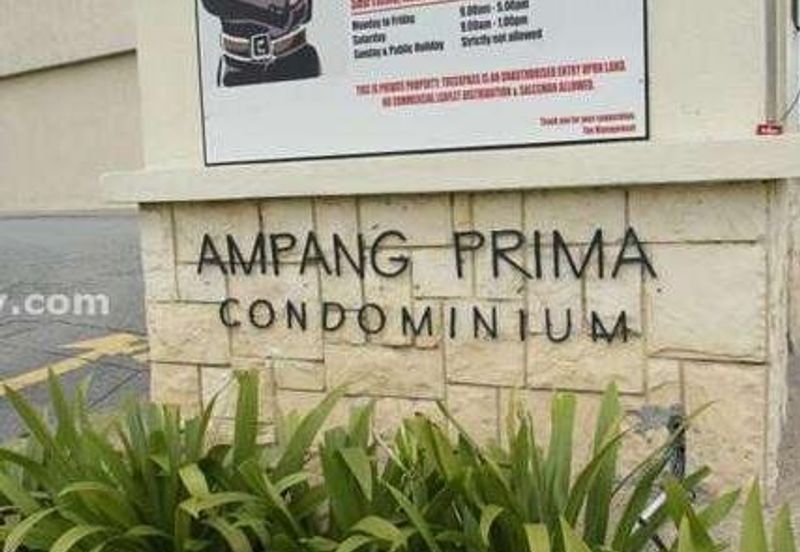 Monday to Friday 9.00am - 5.00pm
Saturday 9.00am - 1.00pm
Sunday & Public Holiday Strictly not allowed
THIS IS PRIVATE PROPERTY. TRESPASS IS AN UNAUTHORISED ENTRY UPON LAND.
NO COMMERCIAL LEAFLET DISTRIBUTION & SALESMAN ALLOWED.
Thank you for your cooperation
The Management
AMPANG PRIMA
CONDOMINIUM
y.com